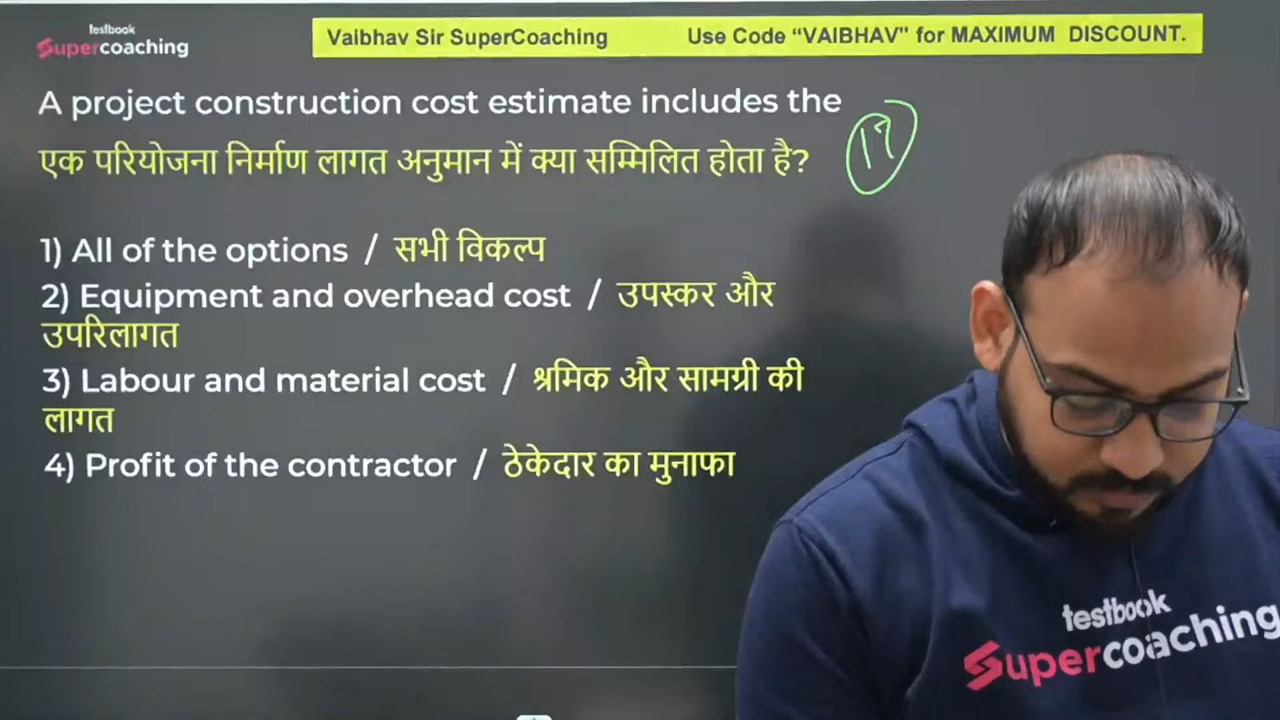 testbook
Supercoaching
Vaibhav Sir SuperCoaching
Use Code “VAIBHAV” for MAXIMUM DISCOUNT.
A project construction cost estimate includes the
एक परियोजना निर्माण लागत अनुमान में क्या सम्मिलित होता है?
17
1) All of the options / सभी विकल्प
2) Equipment and overhead cost / उपस्कर और
उपरिलागत
3) Labour and material cost / श्रमिक और सामग्री की
लागत
4) Profit of the contractor / ठेकेदार का मुनाफा
testbook
Supercoaching